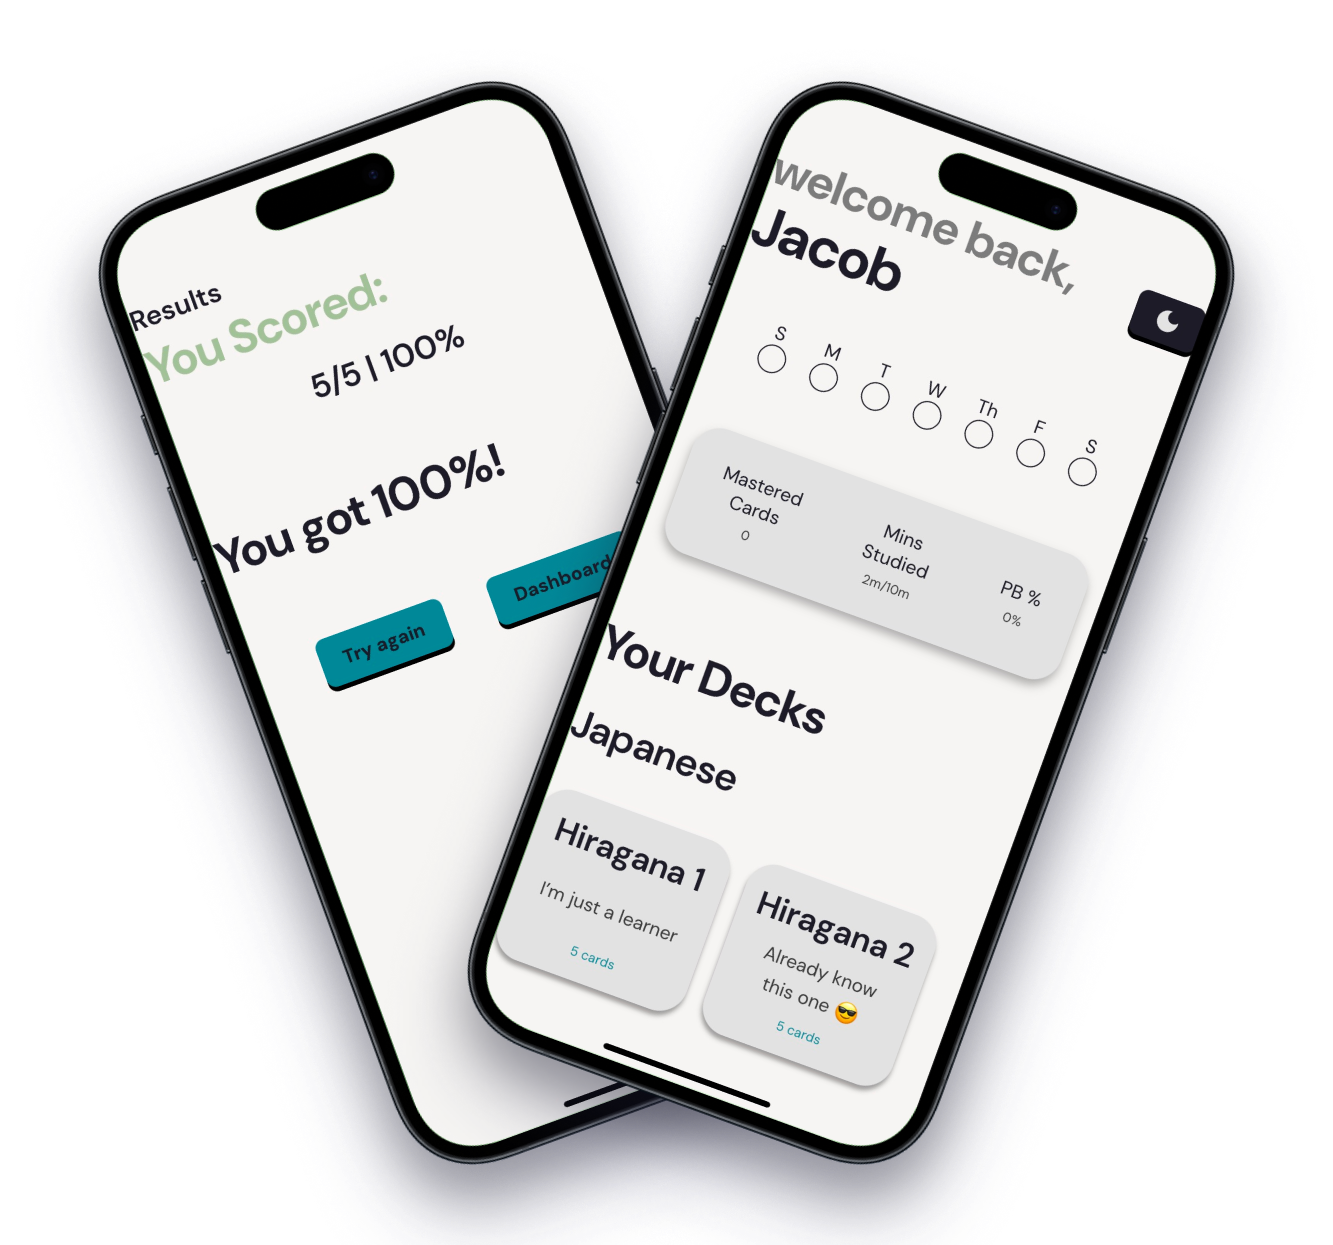 Results
You Scored:
5/5 | 100%
You got 100%!
Try again
Dashboard
welcome back,
Jacob
S M T W Th F S
Mastered
Cards
0
Mins
Studied
2m/10m
PB %
0%
Your Decks
Japanese
Hiragana 1
I'm just a learner
5 cards
Hiragana 2
Already know
this one 😎
5 cards